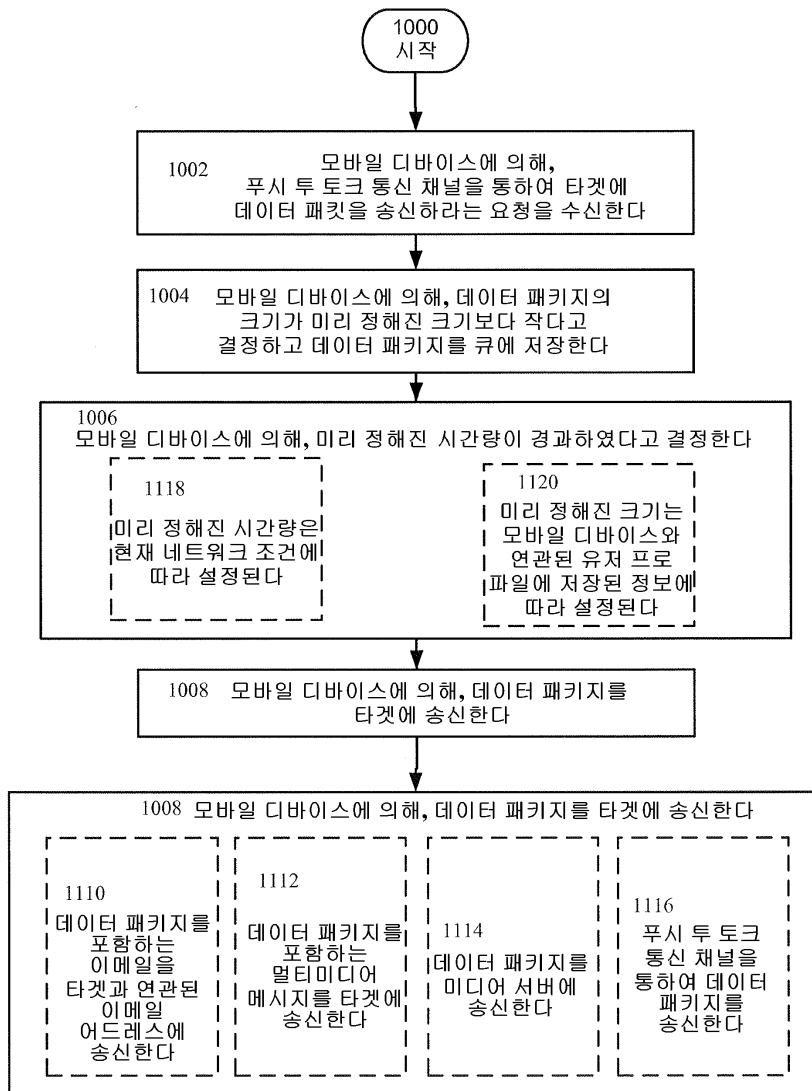 1000
시작
1002 모바일 디바이스에 의해,
푸시 투 토크 통신 채널을 통하여 타겟에
데이터 패킷을 송신하라는 요청을 수신한다
1004 모바일 디바이스에 의해, 데이터 패키지의
크기가 미리 정해진 크기보다 작다고
결정하고 데이터 패키지를 큐에 저장한다
1006
모바일 디바이스에 의해, 미리 정해진 시간량이 경과하였다고 결정한다
1118
미리 정해진 시간량은
현재 네트워크 조건에
따라 설정된다
1120
미리 정해진 크기는
모바일 디바이스와
연관된 유저 프로
파일에 저장된 정보에
따라 설정된다
1008 모바일 디바이스에 의해, 데이터 패키지를
타겟에 송신한다
1008 모바일 디바이스에 의해, 데이터 패키지를 타겟에 송신한다
1110
데이터 패키지를
포함하는
이메일을
타겟과 연관된
이메일
어드레스에
송신한다
1112
데이터 패키지를
포함하는
멀티미디어
메시지를 타겟에
송신한다
1114
데이터 패키지를
미디어 서버에
송신한다
1116
푸시 투 토크
통신 채널을
통하여 데이터
패키지를
송신한다